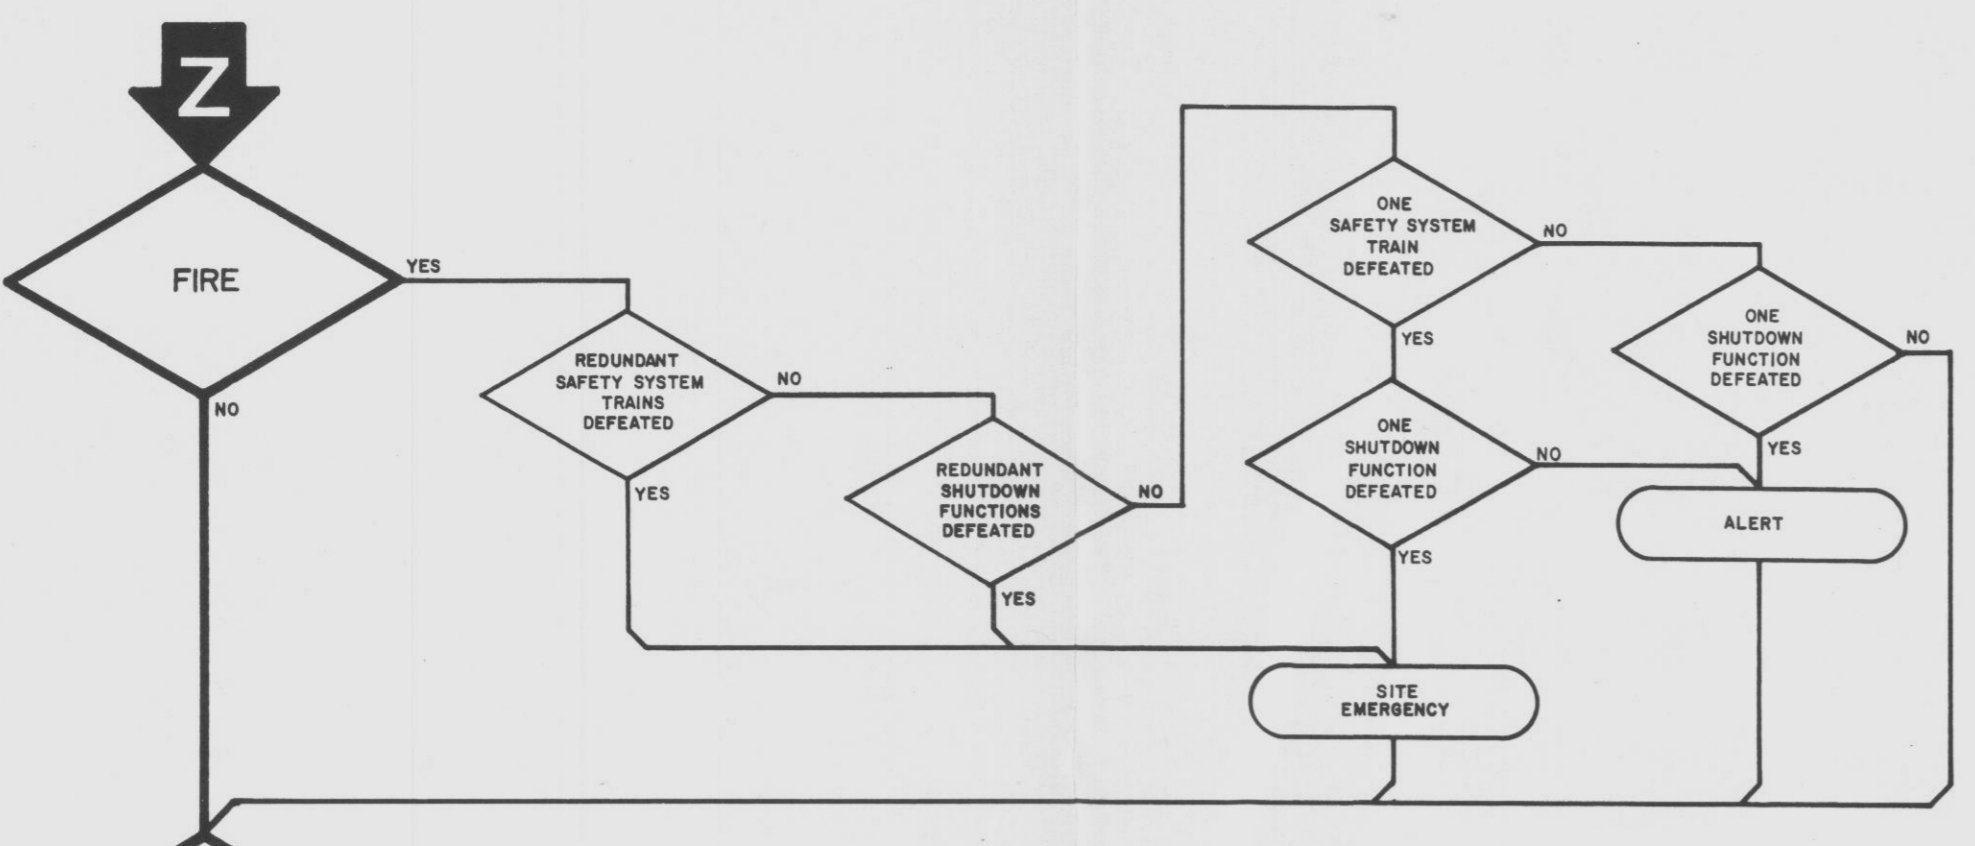 Z
FIRE
YES
NO
REDUNDANT
SAFETY SYSTEM
TRAINS
DEFEATED
NO
YES
REDUNDANT
SHUTDOWN
FUNCTIONS
DEFEATED
NO
YES
ONE
SAFETY SYSTEM
TRAIN
DEFEATED
NO
YES
ONE
SHUTDOWN
FUNCTION
DEFEATED
NO
YES
ONE
SHUTDOWN
FUNCTION
DEFEATED
NO
YES
ALERT
SITE
EMERGENCY